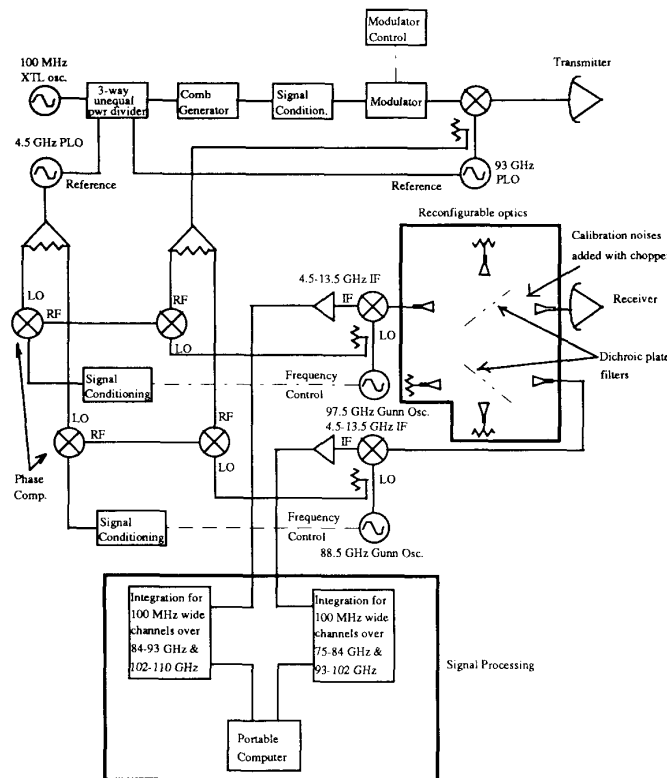 Modulator
Control
100 MHz
XTL osc.
3-way
unequal
pwr divider
Comb
Generator
Signal
Condition.
Modulator
Transmitter
4.5 GHz PLO
Reference
Reference
93 GHz
PLO
Reconfigurable optics
Calibration noises
added with chopper
4.5-13.5 GHz IF
IF
LO
RF
RF
LO
LO
Receiver
Dichroic plate
filters
Signal
Conditioning
Frequency
Control
97.5 GHz Gunn Osc.
4.5-13.5 GHz IF
IF
LO
RF
LO
LO
Phase
Comp.
Signal
Conditioning
Frequency
Control
88.5 GHz Gunn Osc.
Integration for
100 MHz wide
channels over
84-93 GHz &
102-110 GHz
Integration for
100 MHz wide
channels over
75-84 GHz &
93-102 GHz
Signal Processing
Portable
Computer